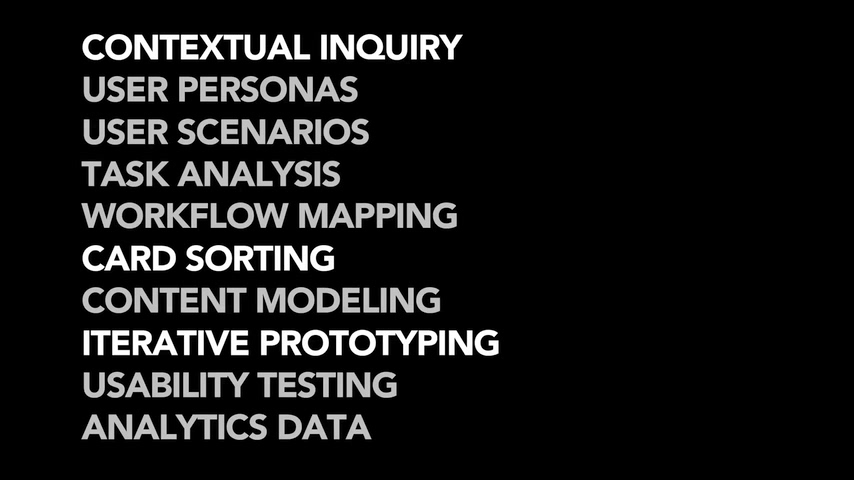 CONTEXTUAL INQUIRY
USER PERSONAS
USER SCENARIOS
TASK ANALYSIS
WORKFLOW MAPPING
CARD SORTING
CONTENT MODELING
ITERATIVE PROTOTYPING
USABILITY TESTING
ANALYTICS DATA